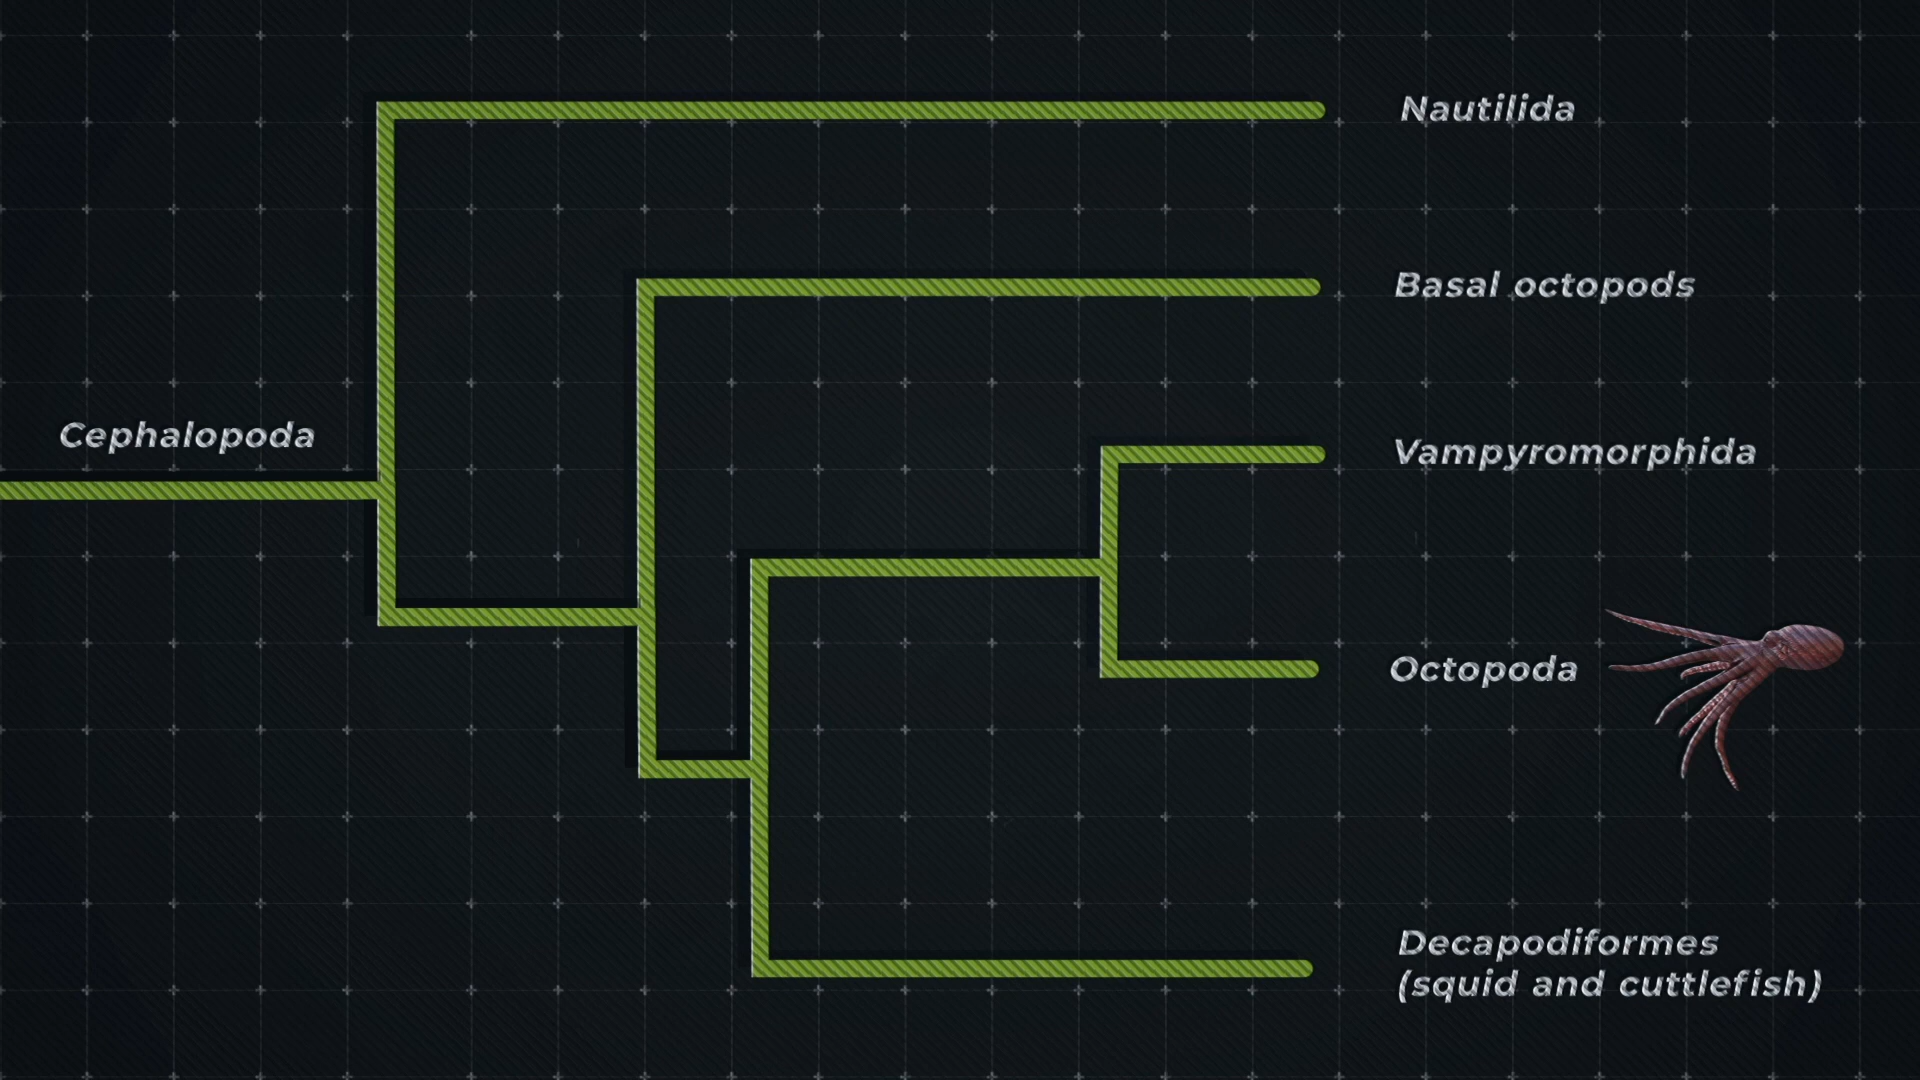 Nautilida
Basal octopods
Cephalopoda
Vampyromorphida
Octopoda
Decapodiformes
(squid and cuttlefish)